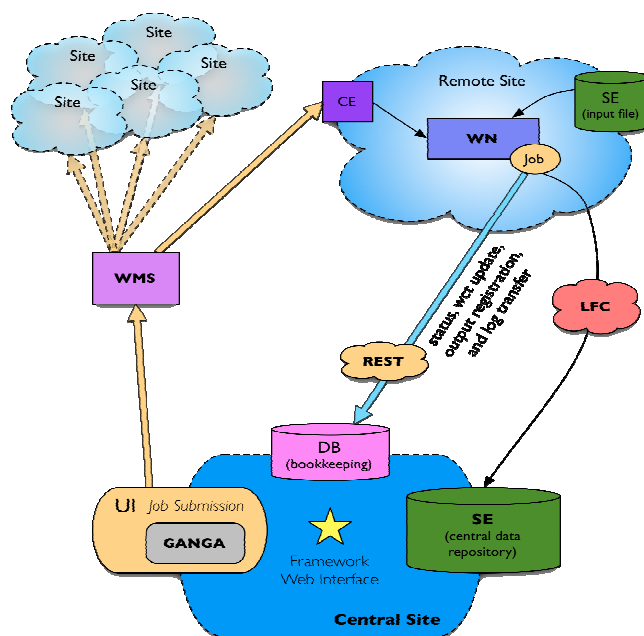 Site
Site
Site
Site
Site
Remote Site
CE
SE
(input file)
WN
Job
WMS
status, wct update,
output registration,
and log transfer
LFC
REST
DB
(bookkeeping)
UI Job Submission
GANGA
SE
(central data
repository)
Framework
Web Interface
Central Site